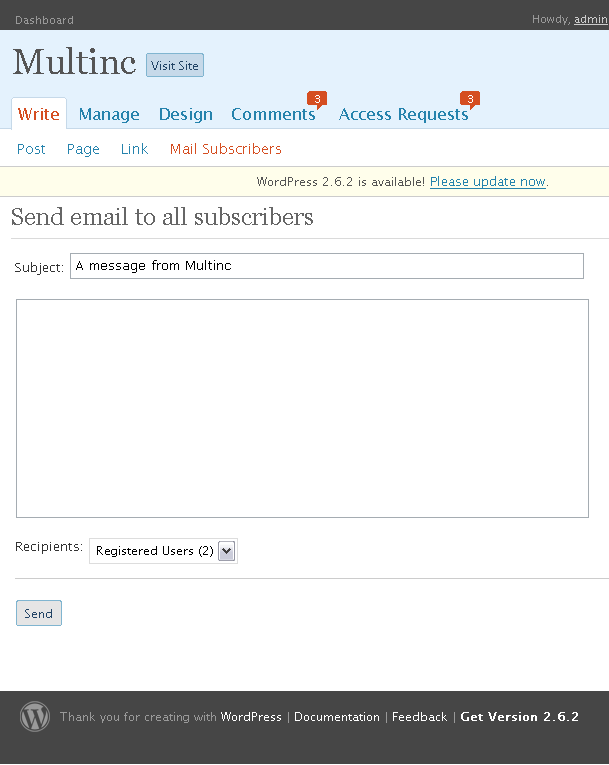 Dashboard Howdy, admin
Multinc Visit Site
3 3
Write Manage Design Comments Access Requests
Post Page Link Mail Subscribers
WordPress 2.6.2 is available! Please update now.
Send email to all subscribers
Subject: A message from Multinc
Recipients: Registered Users (2)
Send
Thank you for creating with WordPress | Documentation | Feedback | Get Version 2.6.2